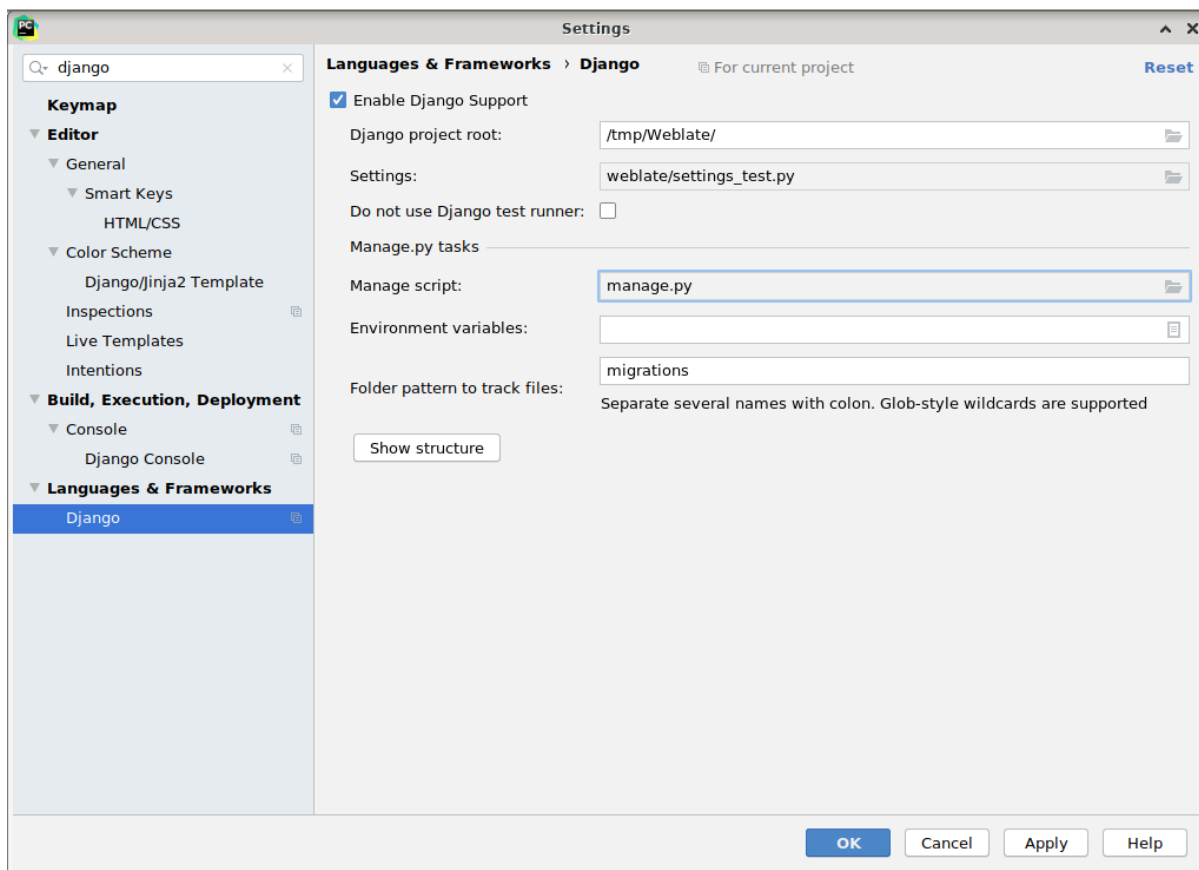 PC
Settings
django
Languages & Frameworks › Django
For current project
Reset
Keymap
Editor
General
Smart Keys
HTML/CSS
Color Scheme
Django/Jinja2 Template
Inspections
Live Templates
Intentions
Build, Execution, Deployment
Console
Django Console
Languages & Frameworks
Django
Enable Django Support
Django project root: /tmp/Weblate/
Settings: weblate/settings_test.py
Do not use Django test runner:
Manage.py tasks
Manage script: manage.py
Environment variables:
Folder pattern to track files: migrations
Separate several names with colon. Glob-style wildcards are supported
Show structure
OK Cancel Apply Help